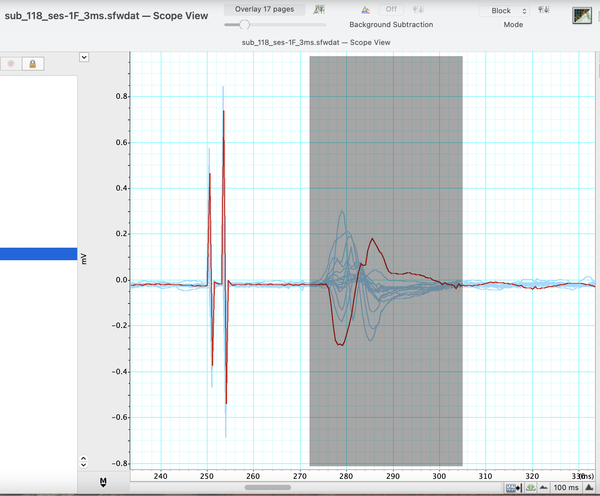 sub_118_ses-1F_3ms.sfwdat — Scope View
Overlay 17 pages
Off
Block
Background Subtraction
Mode
sub_118_ses-1F_3ms.sfwdat — Scope View
0.8
0.6
0.4
0.2
mV
0.0
−0.2
−0.4
−0.6
−0.8
240
250
260
270
280
290
300
310
320
M
100 ms